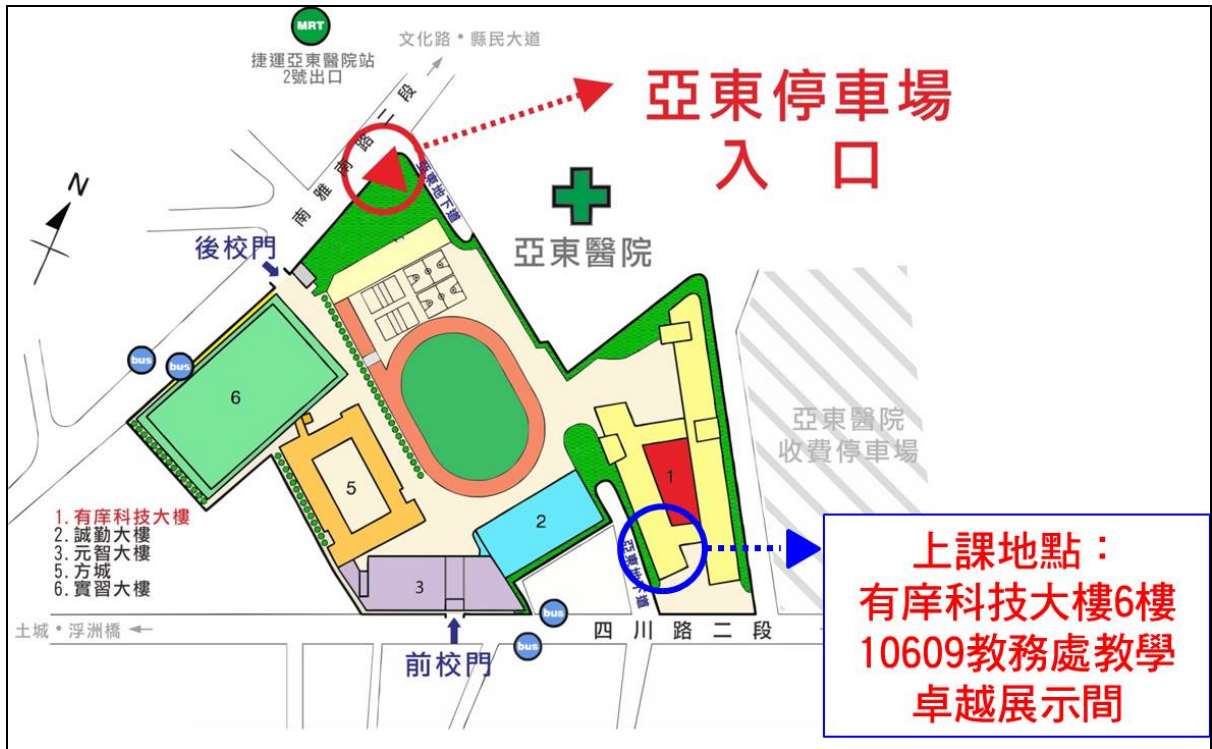 MRT
捷運亞東醫院站
2號出口
文化路•縣民大道
南雅南路二段
亞東停車場
入口
亞東地下道
N
亞東醫院
後校門
bus
bus
6
5
1
2
3
亞東醫院
收費停車場
1. 有庠科技大樓
2. 誠勤大樓
3. 元智大樓
5. 方城
6. 實習大樓
亞東地下道
bus
bus
土城•浮洲橋
四川路二段
前校門
上課地點：
有庠科技大樓6樓
10609教務處教學
卓越展示間